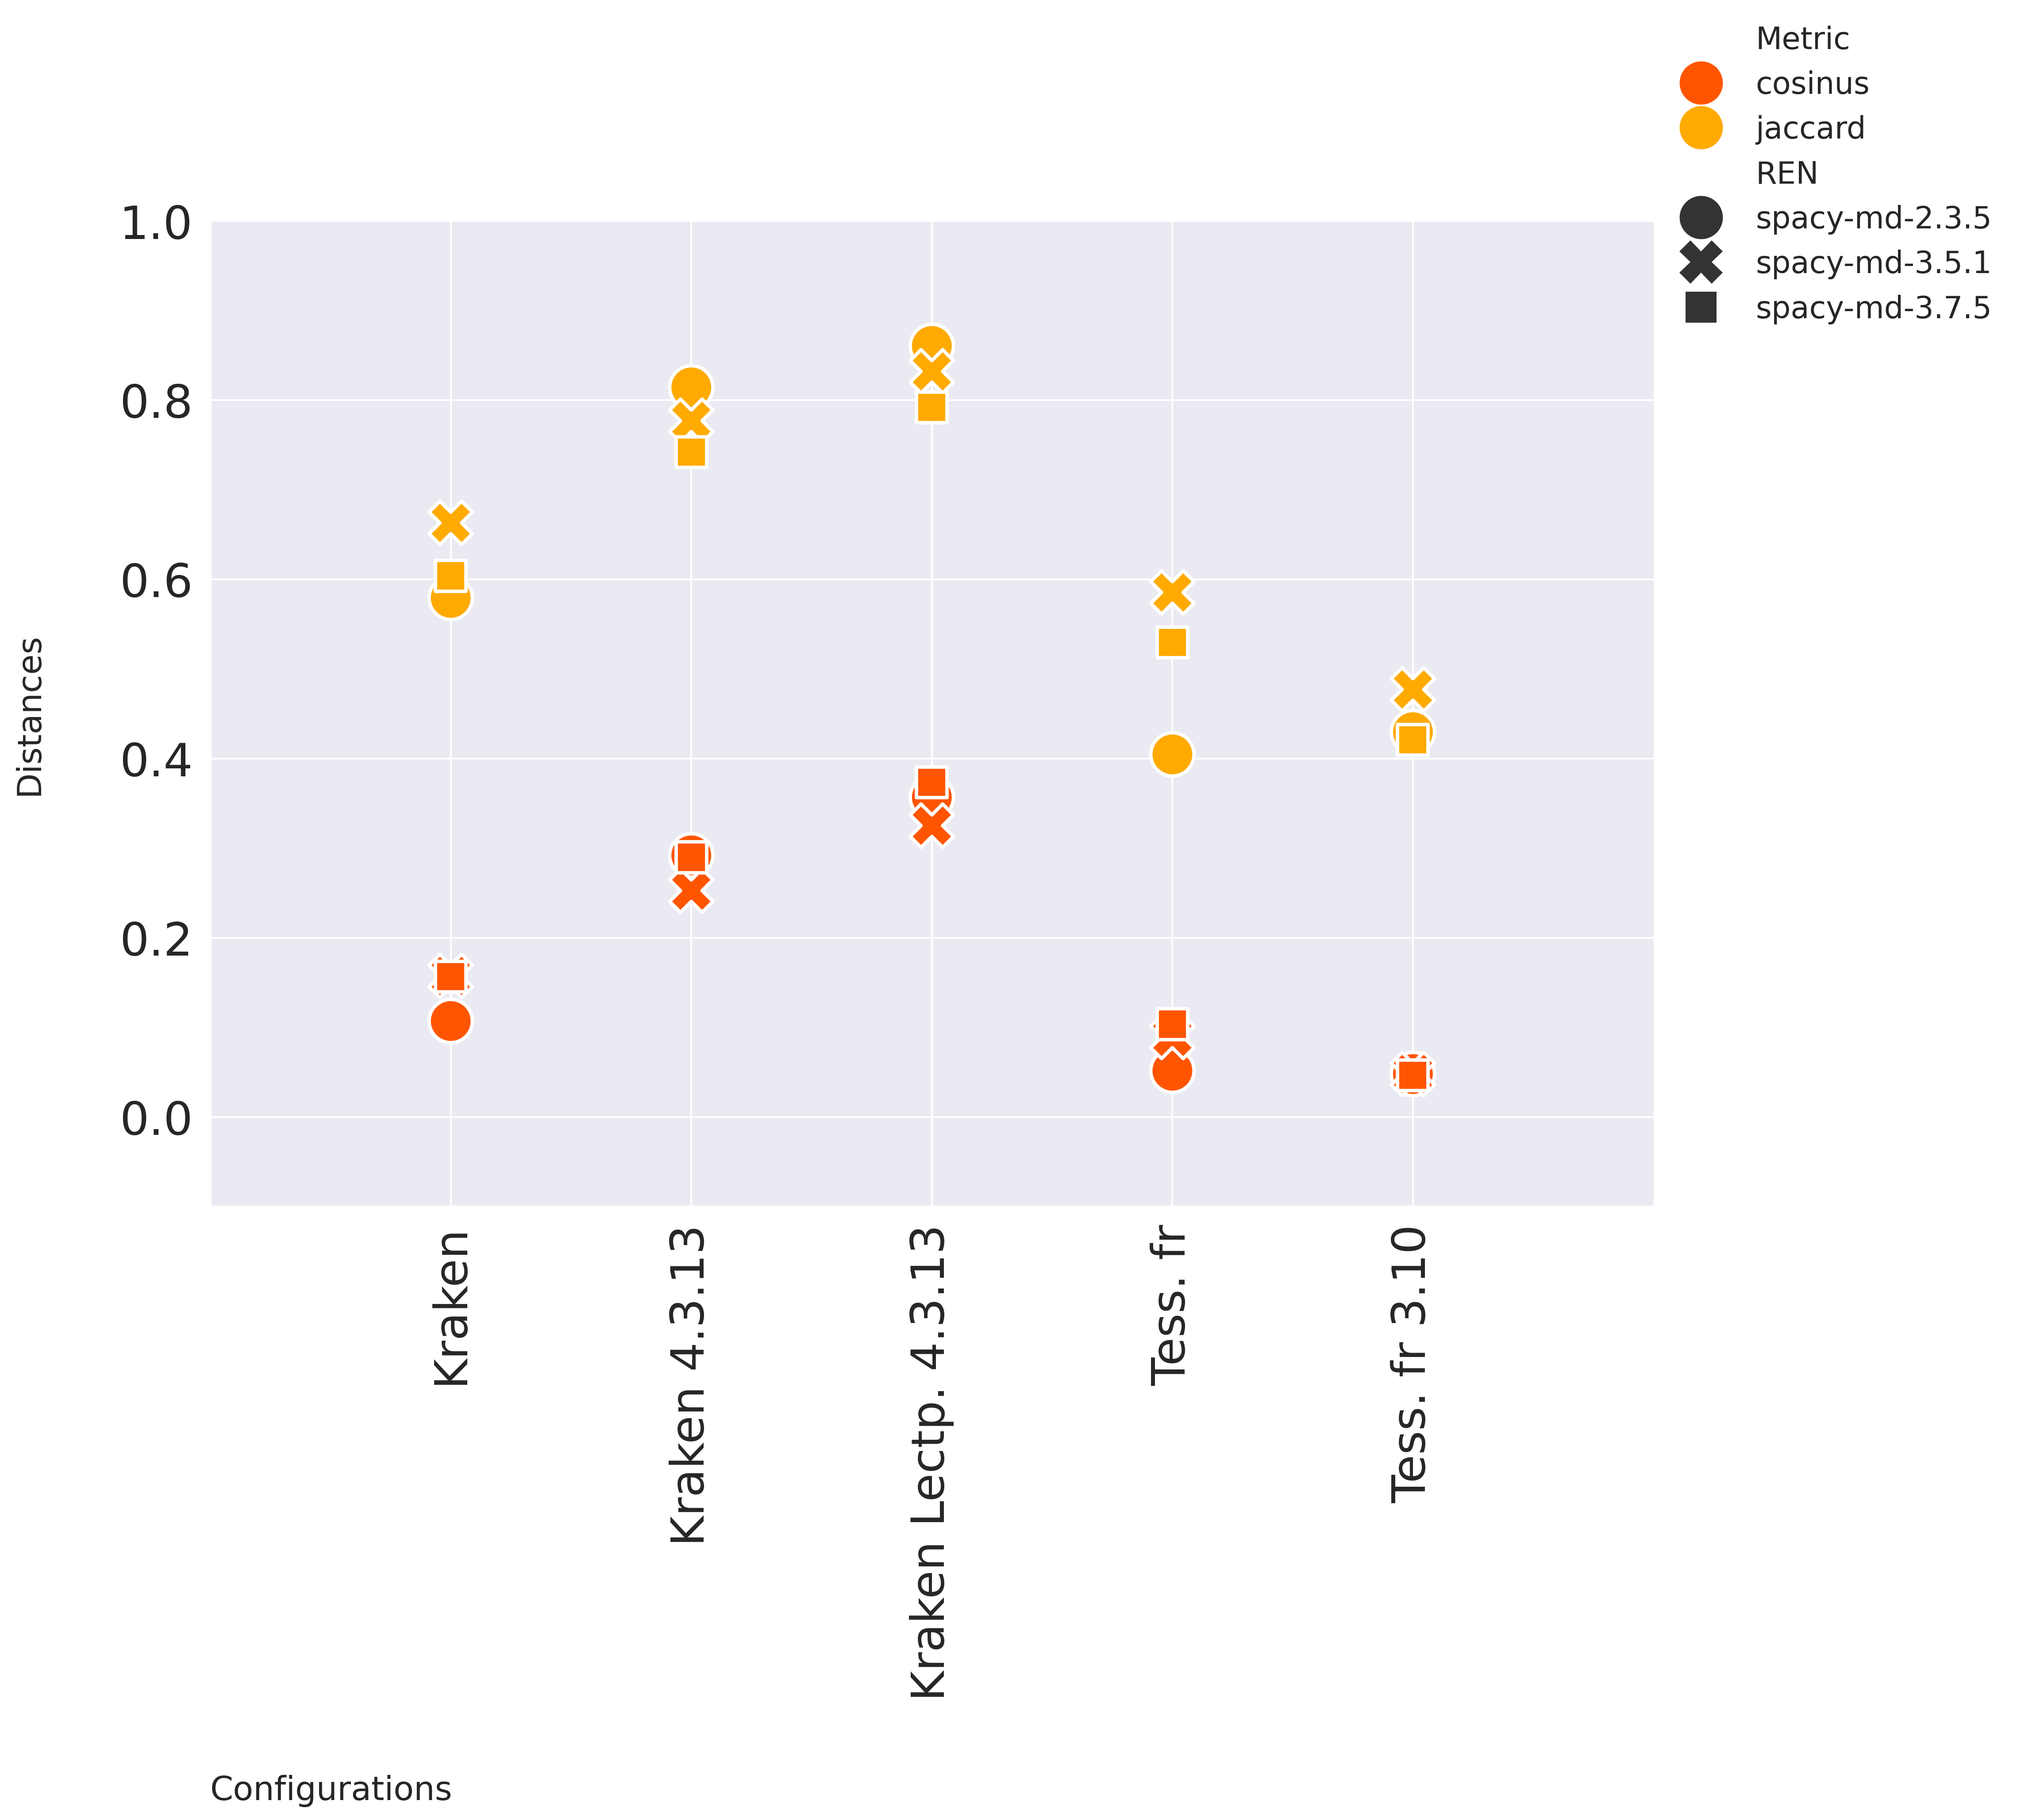 Metric
cosinus
jaccard
REN
spacy-md-2.3.5
spacy-md-3.5.1
spacy-md-3.7.5
1.0
0.8
0.6
0.4
0.2
0.0
Distances
Kraken
Kraken 4.3.13
Kraken Lectp. 4.3.13
Tess. fr
Tess. fr 3.10
Configurations